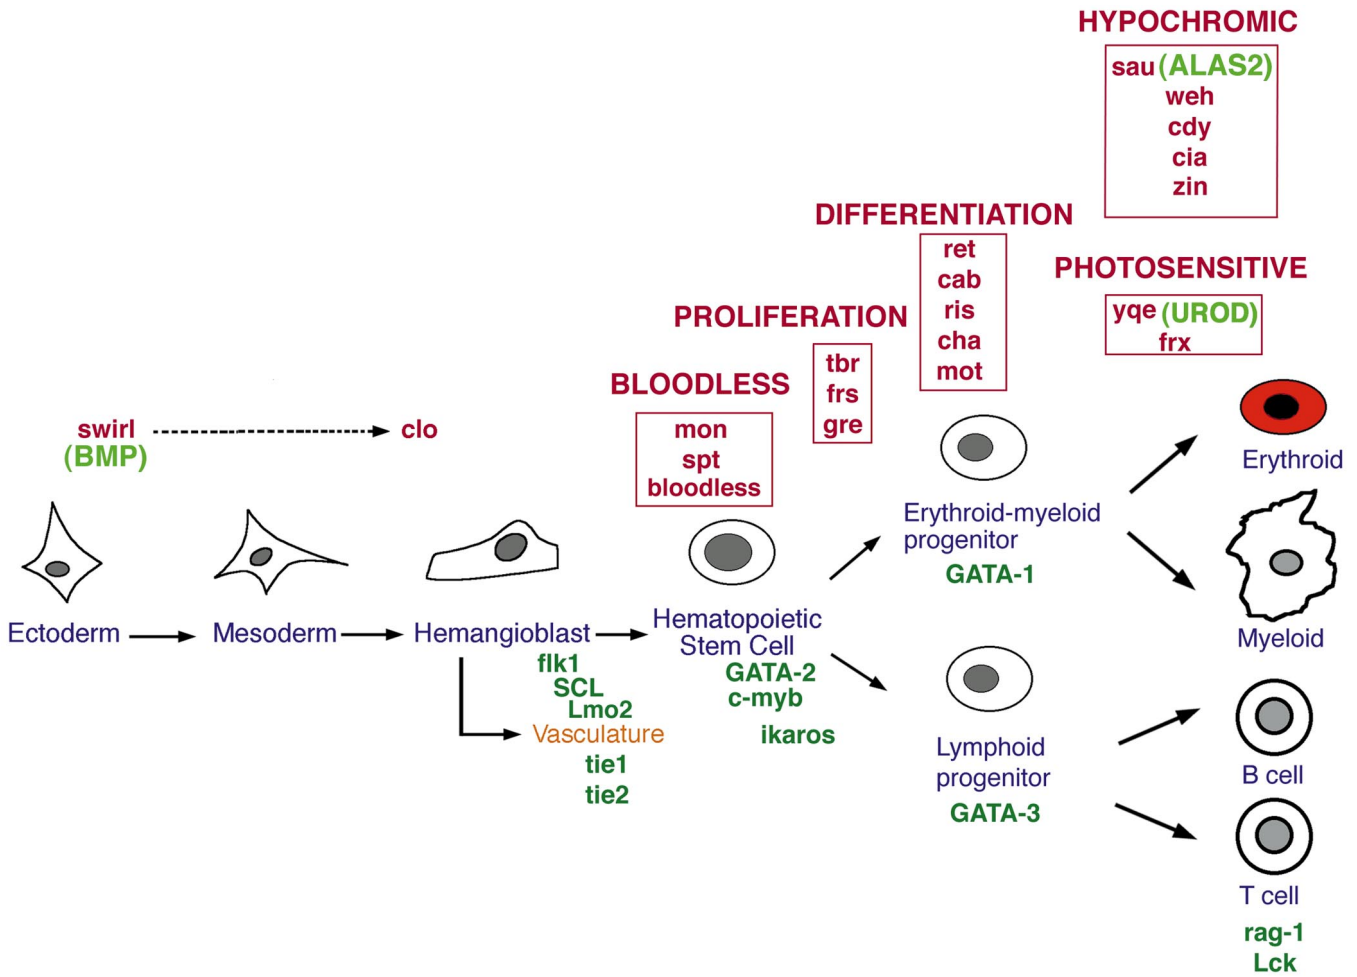 HYPOCHROMIC
sau (ALAS2)
weh
cdy
cia
zin
DIFFERENTIATION
ret
cab
ris
cha
mot
PHOTOSENSITIVE
yqe (UROD)
frx
PROLIFERATION
tbr
frs
gre
BLOODLESS
mon
spt
bloodless
swirl
(BMP)
clo
Erythroid
Erythroid-myeloid
progenitor
GATA-1
Myeloid
Ectoderm
Mesoderm
Hemangioblast
flk1
SCL
Lmo2
Vasculature
tie1
tie2
Hematopoietic
Stem Cell
GATA-2
c-myb
ikaros
Lymphoid
progenitor
GATA-3
B cell
T cell
rag-1
Lck